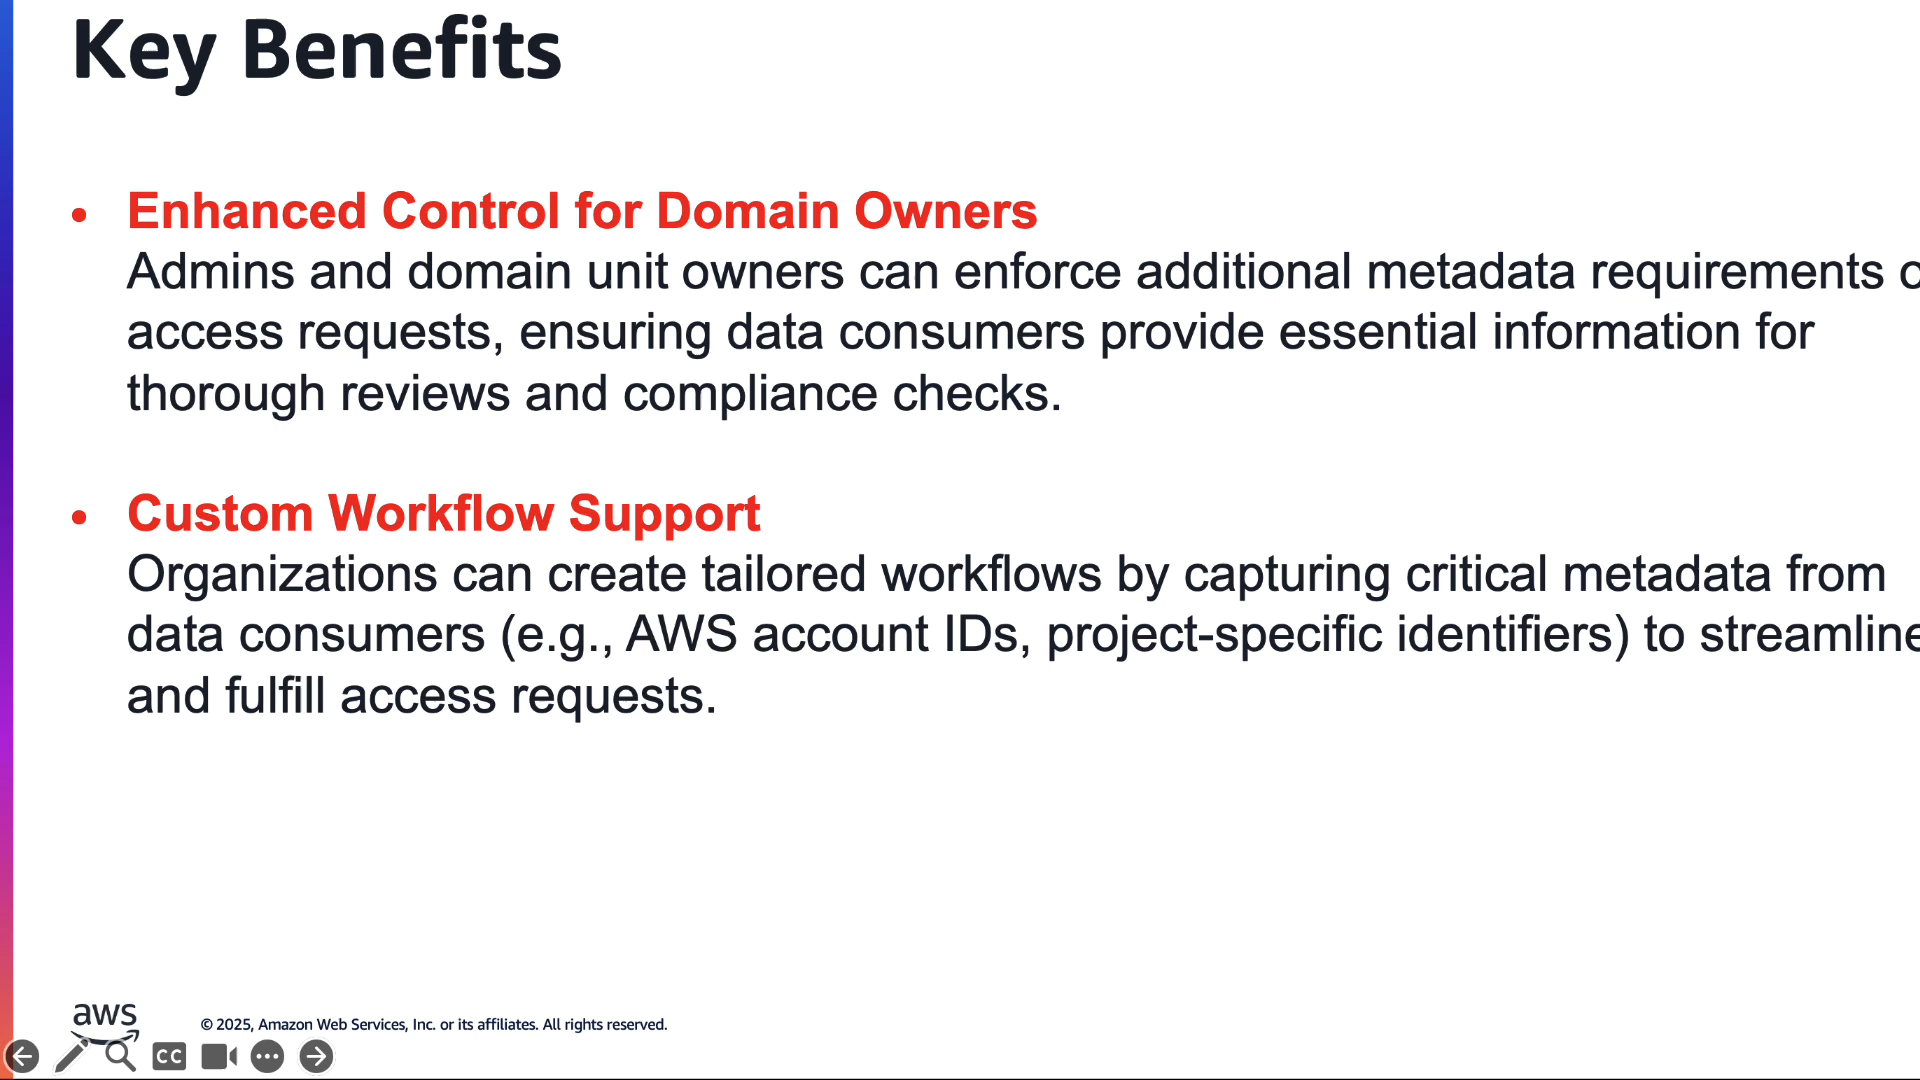 Key Benefits
• Enhanced Control for Domain Owners
Admins and domain unit owners can enforce additional metadata requirements
access requests, ensuring data consumers provide essential information for
thorough reviews and compliance checks.
• Custom Workflow Support
Organizations can create tailored workflows by capturing critical metadata from
data consumers (e.g., AWS account IDs, project-specific identifiers) to streamline
and fulfill access requests.
aws
© 2025, Amazon Web Services, Inc. or its affiliates. All rights reserved.
CC